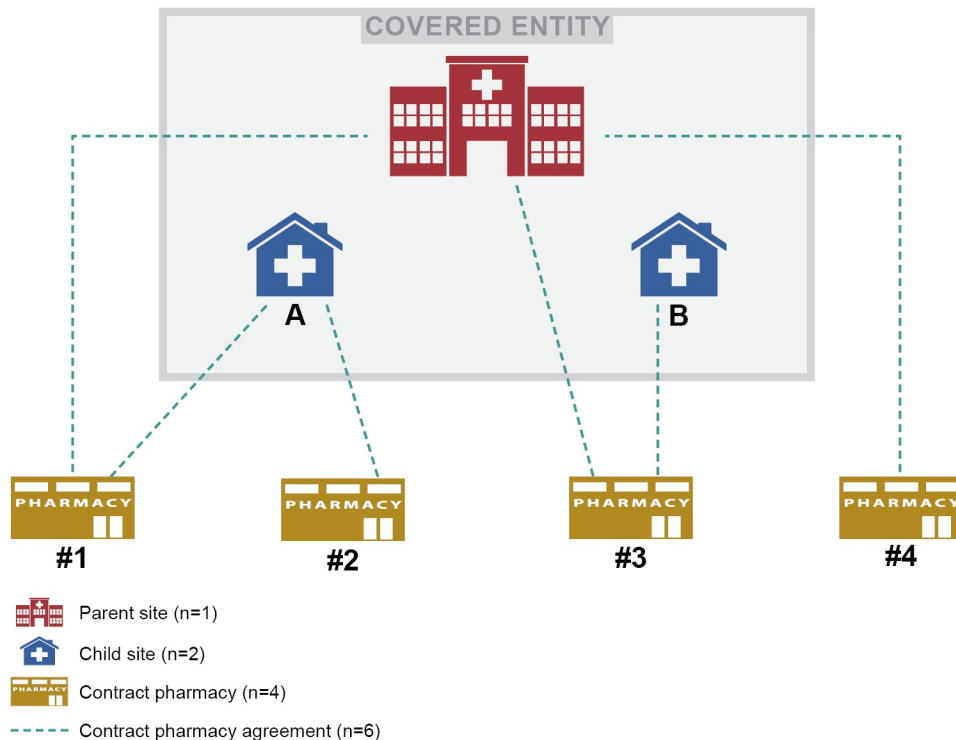 COVERED ENTITY
A
B
PHARMACY
PHARMACY
PHARMACY
PHARMACY
#1
#2
#3
#4
Parent site (n=1)
Child site (n=2)
PHARMACY
Contract pharmacy (n=4)
Contract pharmacy agreement (n=6)